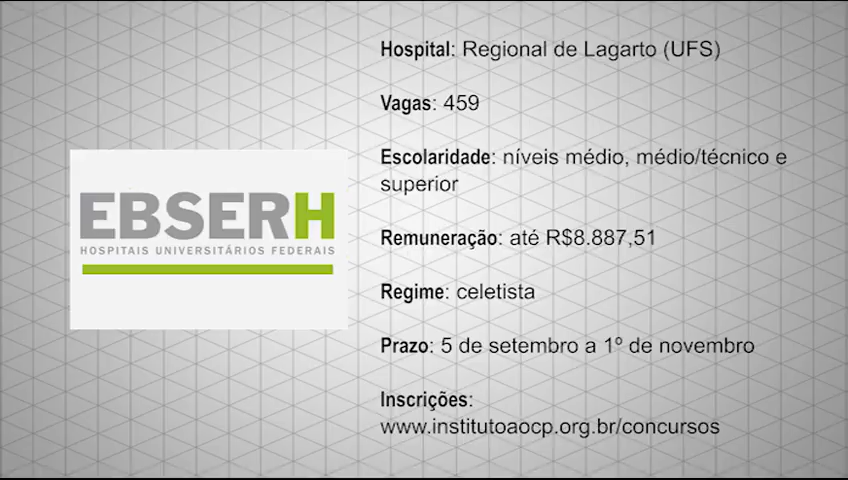 EBSERH
HOSPITAIS UNIVERSITÁRIOS FEDERAIS
Hospital: Regional de Lagarto (UFS)
Vagas: 459
Escolaridade: níveis médio, médio/técnico e
superior
Remuneração: até R$8.887,51
Regime: celetista
Prazo: 5 de setembro a 1º de novembro
Inscrições:
www.institutoaocp.org.br/concursos